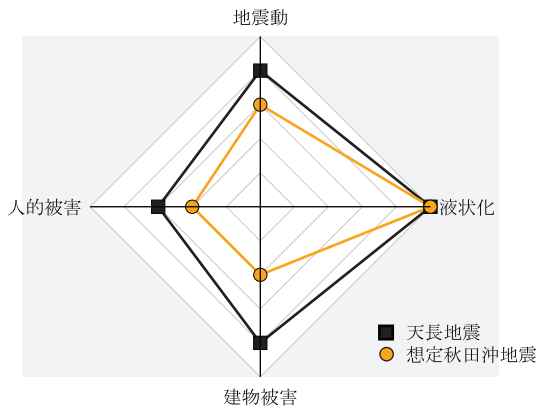 地震動
人的被害
液状化
天長地震
想定秋田沖地震
建物被害